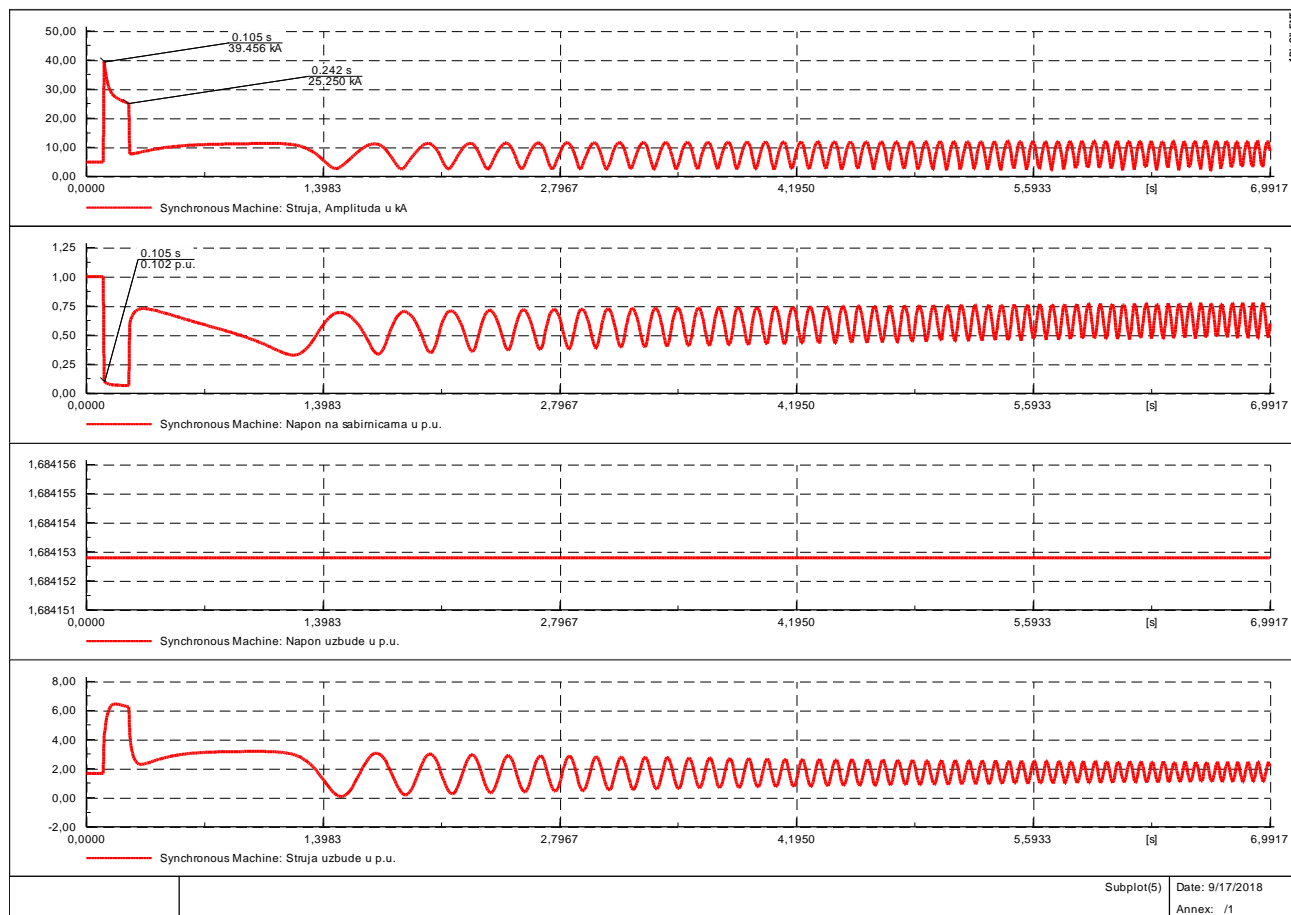 50,00
40,00
30,00
20,00
10,00
0,00
0.105 s
39.456 kA
0.242 s
25.250 kA
0,0000 1,3983 2,7967 4,1950 5,5933 [s] 6,9917
Synchronous Machine: Struja, Amplituda u kA
1,25
1,00
0,75
0,50
0,25
0,00
0.105 s
0.102 p.u.
0,0000 1,3983 2,7967 4,1950 5,5933 [s] 6,9917
Synchronous Machine: Napon na sabirnicama u p.u.
1,684156
1,684155
1,684154
1,684153
1,684152
1,684151
0,0000 1,3983 2,7967 4,1950 5,5933 [s] 6,9917
Synchronous Machine: Napon uzbude u p.u.
8,00
6,00
4,00
2,00
0,00
-2,00
0,0000 1,3983 2,7967 4,1950 5,5933 [s] 6,9917
Synchronous Machine: Struja uzbude u p.u.
Subplot(5)
Date: 9/17/2018
Annex: /1